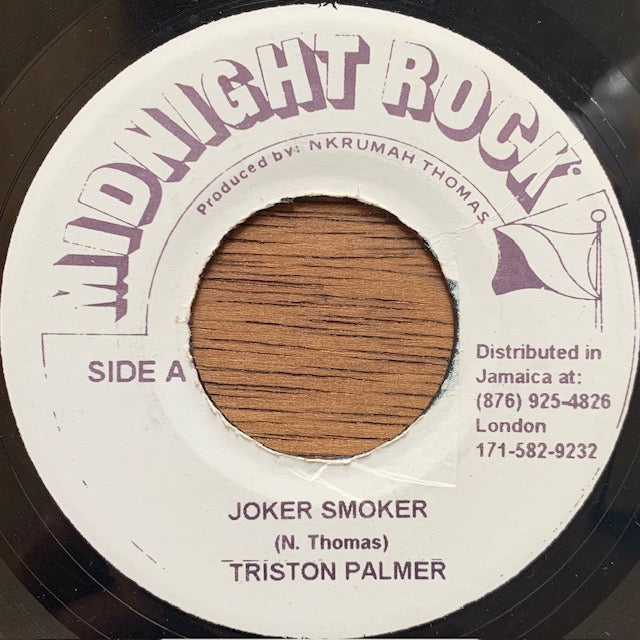 MIDNIGHT ROCK
Produced by: NKRUMAH THOMAS
SIDE A
Distributed in
Jamaica at:
(876) 925-4826
London
171-582-9232
JOKER SMOKER
(N. Thomas)
TRISTON PALMER